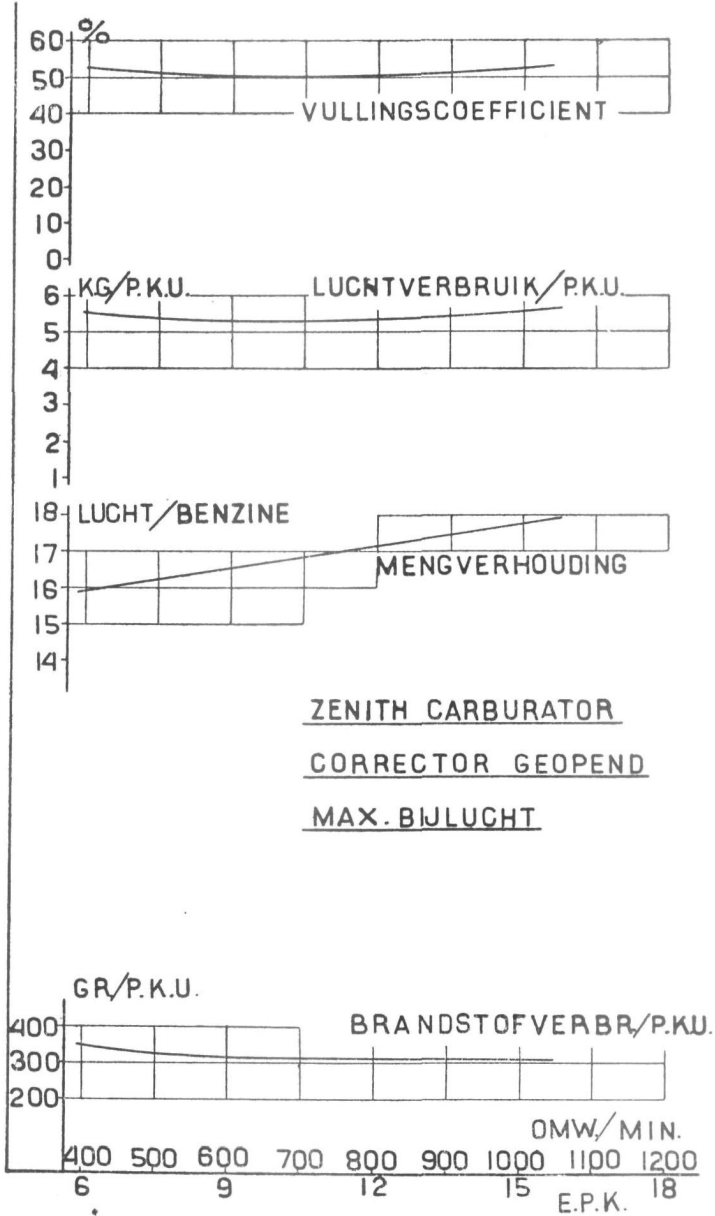 %
60
50
40
VULLINGSCOEFFICIENT
30
20
10
0
KG/P.K.U.
LUCHTVERBRUIK/P.K.U.
6
5
4
3
2
1
18
LUCHT/BENZINE
17
MENGVERHOUDING
16
15
14
ZENITH CARBURATOR
CORRECTOR GEOPEND
MAX. BIJLUCHT
GR/P.K.U.
400
BRANDSTOFVERBR/P.K.U.
300
200
OMW/MIN.
400 500 600 700 800 900 1000 1100 1200
6 9 12 15 18
E.P.K.